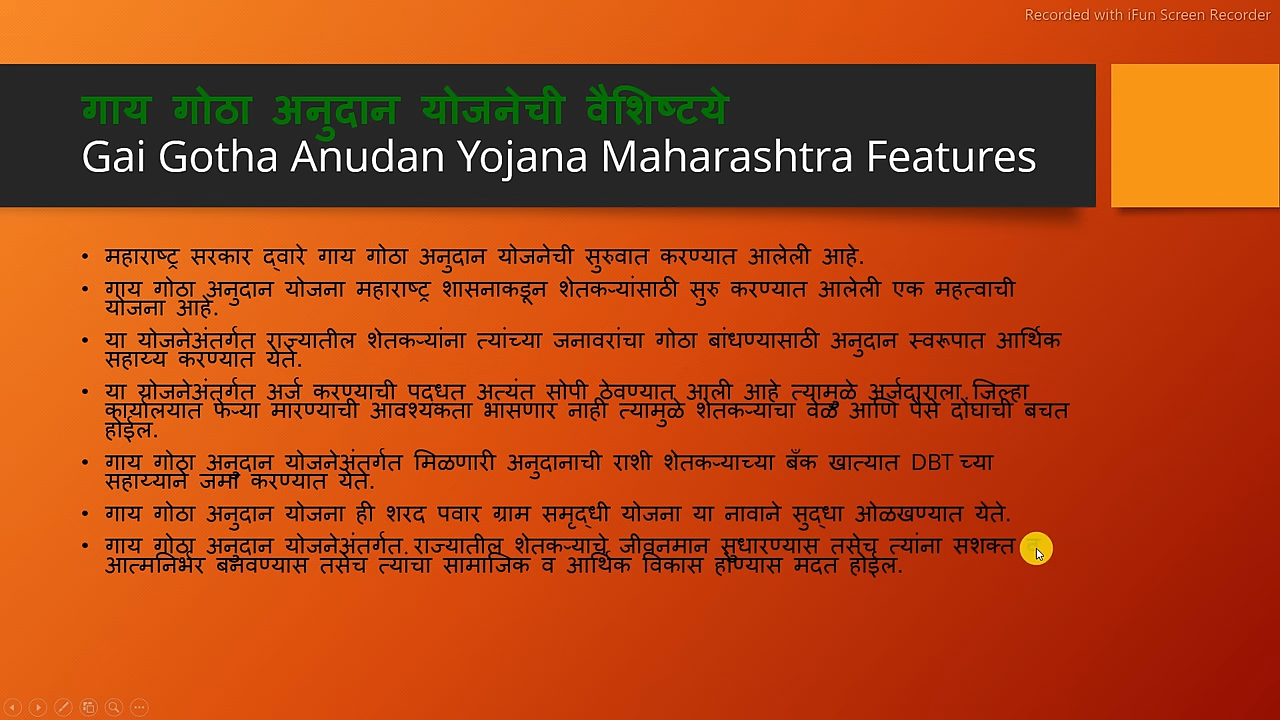 Recorded with iFun Screen Recorder
गाय गोठा अनुदान योजनेची वैशिष्टये
Gai Gotha Anudan Yojana Maharashtra Features
• महाराष्ट्र सरकार द्वारे गाय गोठा अनुदान योजनेची सुरुवात करण्यात आलेली आहे.
• गाय गोठा अनुदान योजना महाराष्ट्र शासनाकडून शेतकऱ्यांसाठी सुरु करण्यात आलेली एक महत्वाची
योजना आहे.
• या योजनेअंतर्गत राज्यातील शेतकऱ्यांना त्यांच्या जनावरांचा गोठा बांधण्यासाठी अनुदान स्वरूपात आर्थिक
सहाय्य करण्यात येते.
• या योजनेअंतर्गत अर्ज करण्याची पद्धत अत्यंत सोपी ठेवण्यात आली आहे त्यामुळे अर्जदाराला जिल्हा
कार्यालयात फेऱ्या मारण्याची आवश्यकता भासणार नाही त्यामुळे शेतकऱ्यांचा वेळ आणि पैसे दोघांची बचत
होईल.
• गाय गोठा अनुदान योजनेअंतर्गत मिळणारी अनुदानाची राशी शेतकऱ्याच्या बँक खात्यात DBT च्या
सहाय्याने जमा करण्यात येते.
• गाय गोठा अनुदान योजना ही शरद पवार ग्राम समृद्धी योजना या नावाने सुद्धा ओळखण्यात येते.
• गाय गोठा अनुदान योजनेअंतर्गत राज्यातील शेतकऱ्याचे जीवनमान सुधारण्यास तसेच त्यांना सशक्त
आत्मनिर्भर बनवण्यास तसेच त्यांचा सामाजिक व आर्थिक विकास होण्यास मदत होईल.